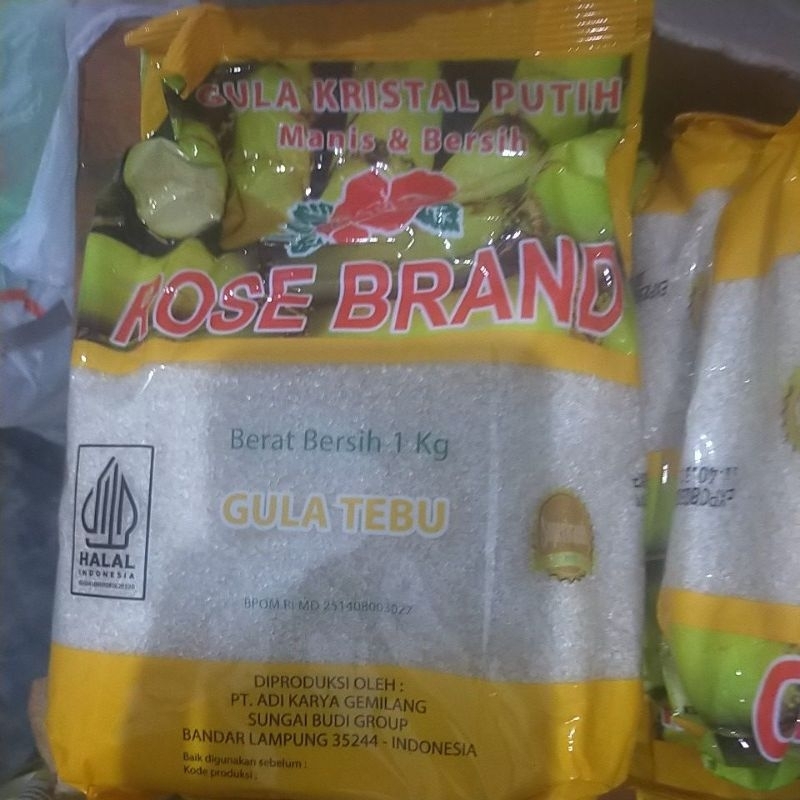 GULA KRISTAL PUTIH
Manis & Bersih
ROSE BRAND
Berat Bersih 1 Kg
GULA TEBU
HALAL
INDONESIA
BPOM RI MD 251408003027
DIPRODUKSI OLEH :
PT. ADI KARYA GEMILANG
SUNGAI BUDI GROUP
BANDAR LAMPUNG 35244 - INDONESIA
Baik digunakan sebelum :
Kode produksi :